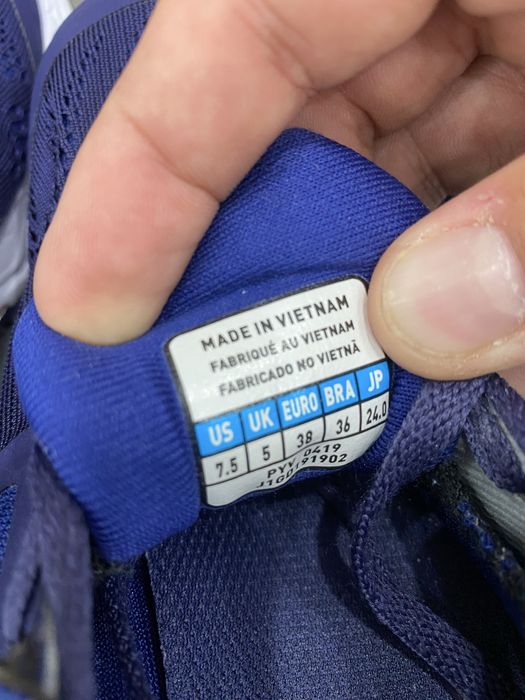 MADE IN VIETNAM
FABRIQUÉ AU VIETNAM
FABRICADO NO VIETNÃ
US UK EURO BRA JP
7.5 5 38 36 24.0
0419